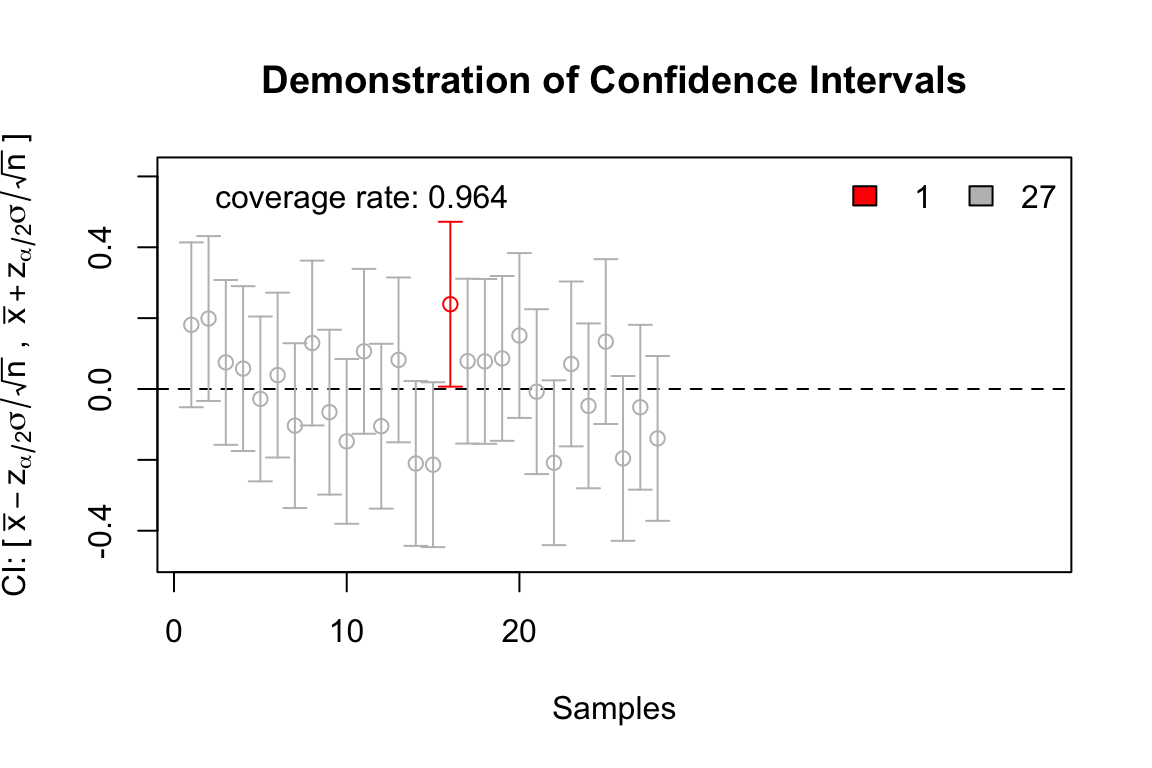 Demonstration of Confidence Intervals
CI: [ x̅ − zα/2σ/√n , x̅ + zα/2σ/√n ]
coverage rate: 0.964
1
27
0.4
0.0
-0.4
0
10
20
Samples